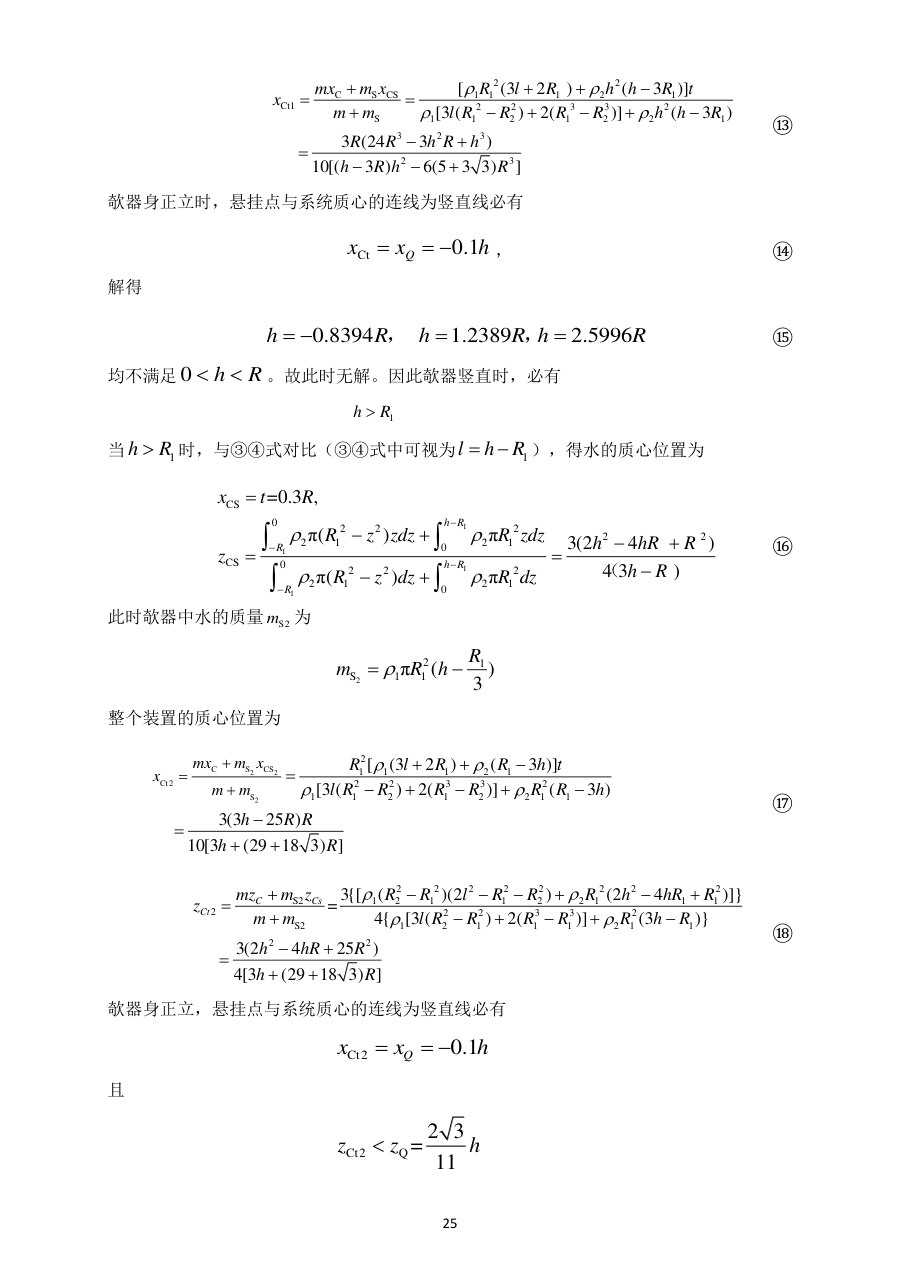 x_{Ct1} = \frac{mx_C + m_S x_{CS}}{m + m_S} = \frac{[\rho_1 R_1^2(3l + 2R_1) + \rho_2 h^2(h - 3R_1)]t}{\rho_1[3l(R_1^2 - R_2^2) + 2(R_1^3 - R_2^3)] + \rho_2 h^2(h - 3R_1)}
= \frac{3R(24R^3 - 3h^2R + h^3)}{10[(h - 3R)h^2 - 6(5 + 3\sqrt{3})R^3]} ⑬
欹器身正立时，悬挂点与系统质心的连线为竖直线必有
x_{Ct} = x_Q = -0.1h， ⑭
解得
h = -0.8394R， h = 1.2389R，h = 2.5996R ⑮
均不满足 0 < h < R 。故此时无解。因此欹器竖直时，必有
h > R_1
当 h > R_1 时，与③④式对比（③④式中可视为 l = h - R_1），得水的质心位置为
x_{CS} = t = 0.3R,
z_{CS} = \frac{\int_{-R_1}^{0} \rho_2 π(R_1^2 - z^2)zdz + \int_{0}^{h-R_1} \rho_2 πR_1^2 zdz}{\int_{-R_1}^{0} \rho_2 π(R_1^2 - z^2)dz + \int_{0}^{h-R_1} \rho_2 πR_1^2 dz} = \frac{3(2h^2 - 4hR + R^2)}{4(3h - R)} ⑯
此时欹器中水的质量 m_{S2} 为
m_{S_2} = \rho_1 πR_1^2(h - \frac{R_1}{3})
整个装置的质心位置为
x_{Ct2} = \frac{mx_C + m_{S_2} x_{CS_2}}{m + m_{S_2}} = \frac{R_1^2[\rho_1(3l + 2R_1) + \rho_2(R_1 - 3h)]t}{\rho_1[3l(R_1^2 - R_2^2) + 2(R_1^3 - R_2^3)] + \rho_2 R_1^2(R_1 - 3h)}
= \frac{3(3h - 25R)R}{10[3h + (29 + 18\sqrt{3})R]} ⑰
z_{Ct2} = \frac{mz_C + m_{S2} z_{Cs}}{m + m_{S2}} = \frac{3\{[\rho_1(R_2^2 - R_1^2)(2l^2 - R_1^2 - R_2^2) + \rho_2 R_1^2(2h^2 - 4hR_1 + R_1^2)]\}}{4\{\rho_1[3l(R_2^2 - R_1^2) + 2(R_1^3 - R_1^3)] + \rho_2 R_1^2(3h - R_1)\}}
= \frac{3(2h^2 - 4hR + 25R^2)}{4[3h + (29 + 18\sqrt{3})R]} ⑱
欹器身正立，悬挂点与系统质心的连线为竖直线必有
x_{Ct2} = x_Q = -0.1h
且
z_{Ct2} < z_Q = \frac{2\sqrt{3}}{11}h
25